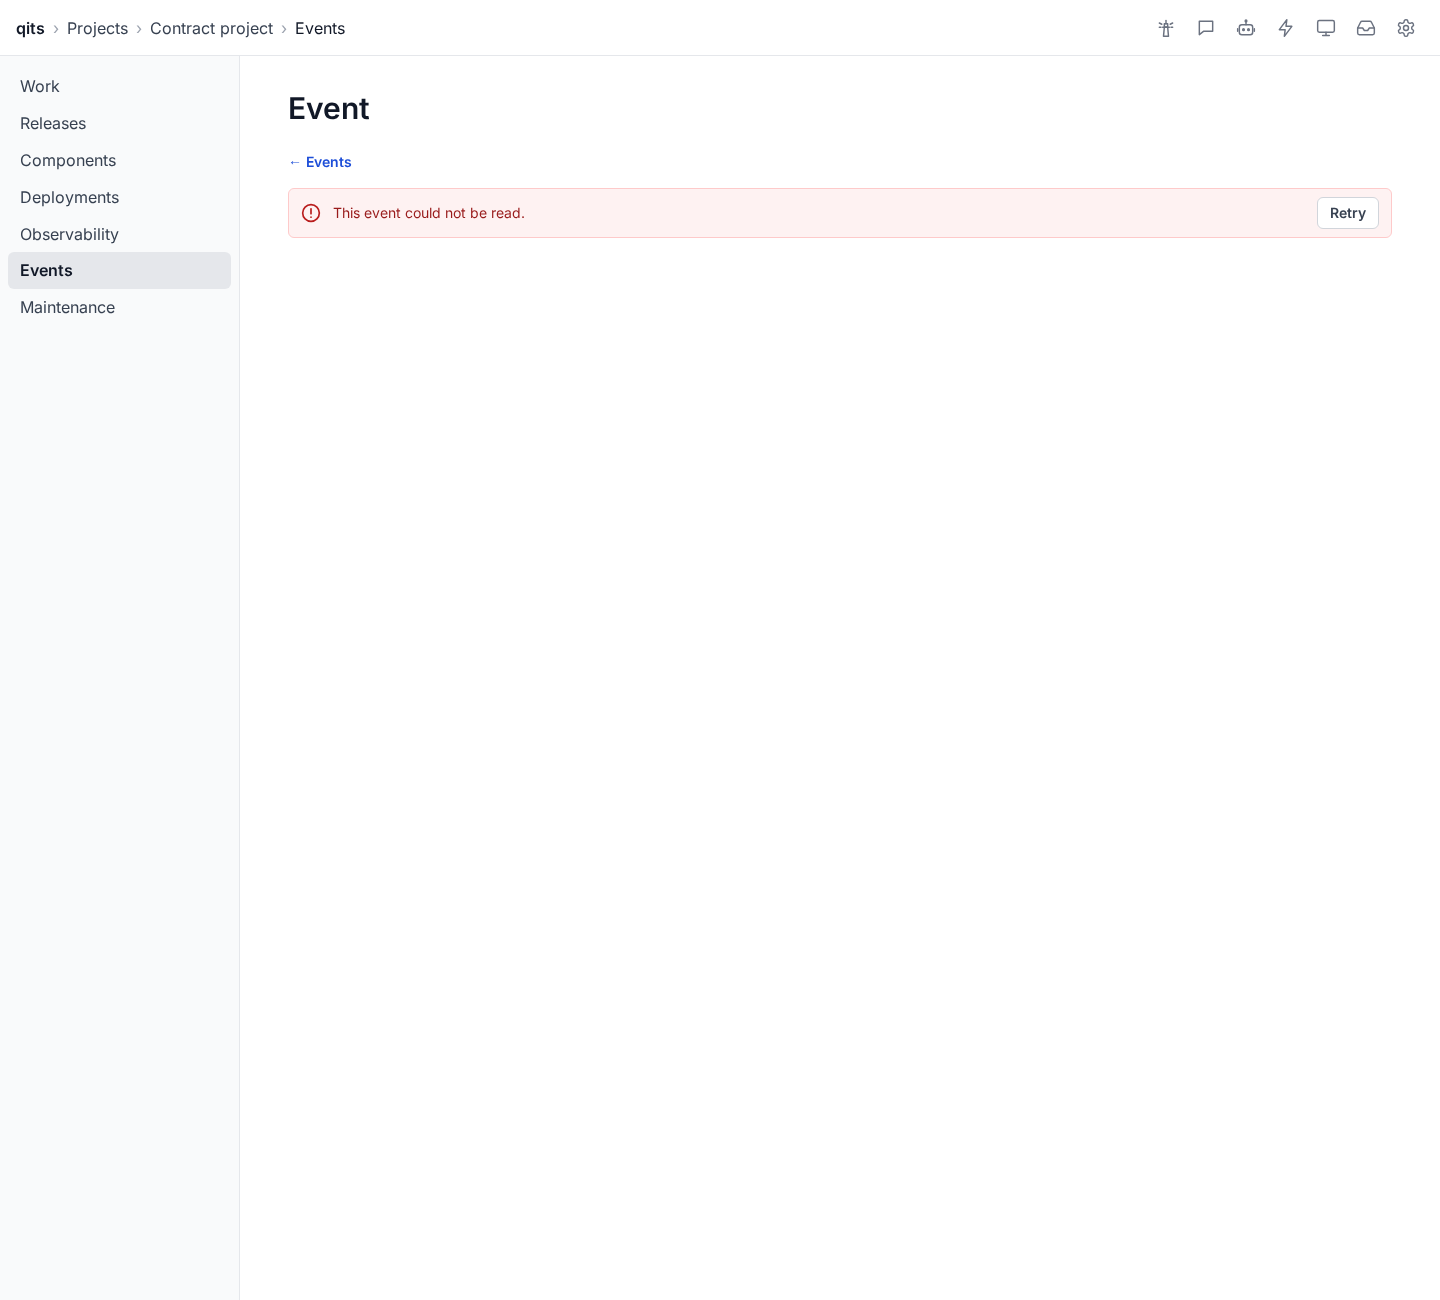 qits › Projects › Contract project › Events
Work
Releases
Components
Deployments
Observability
Events
Maintenance
Event
← Events
This event could not be read.
Retry